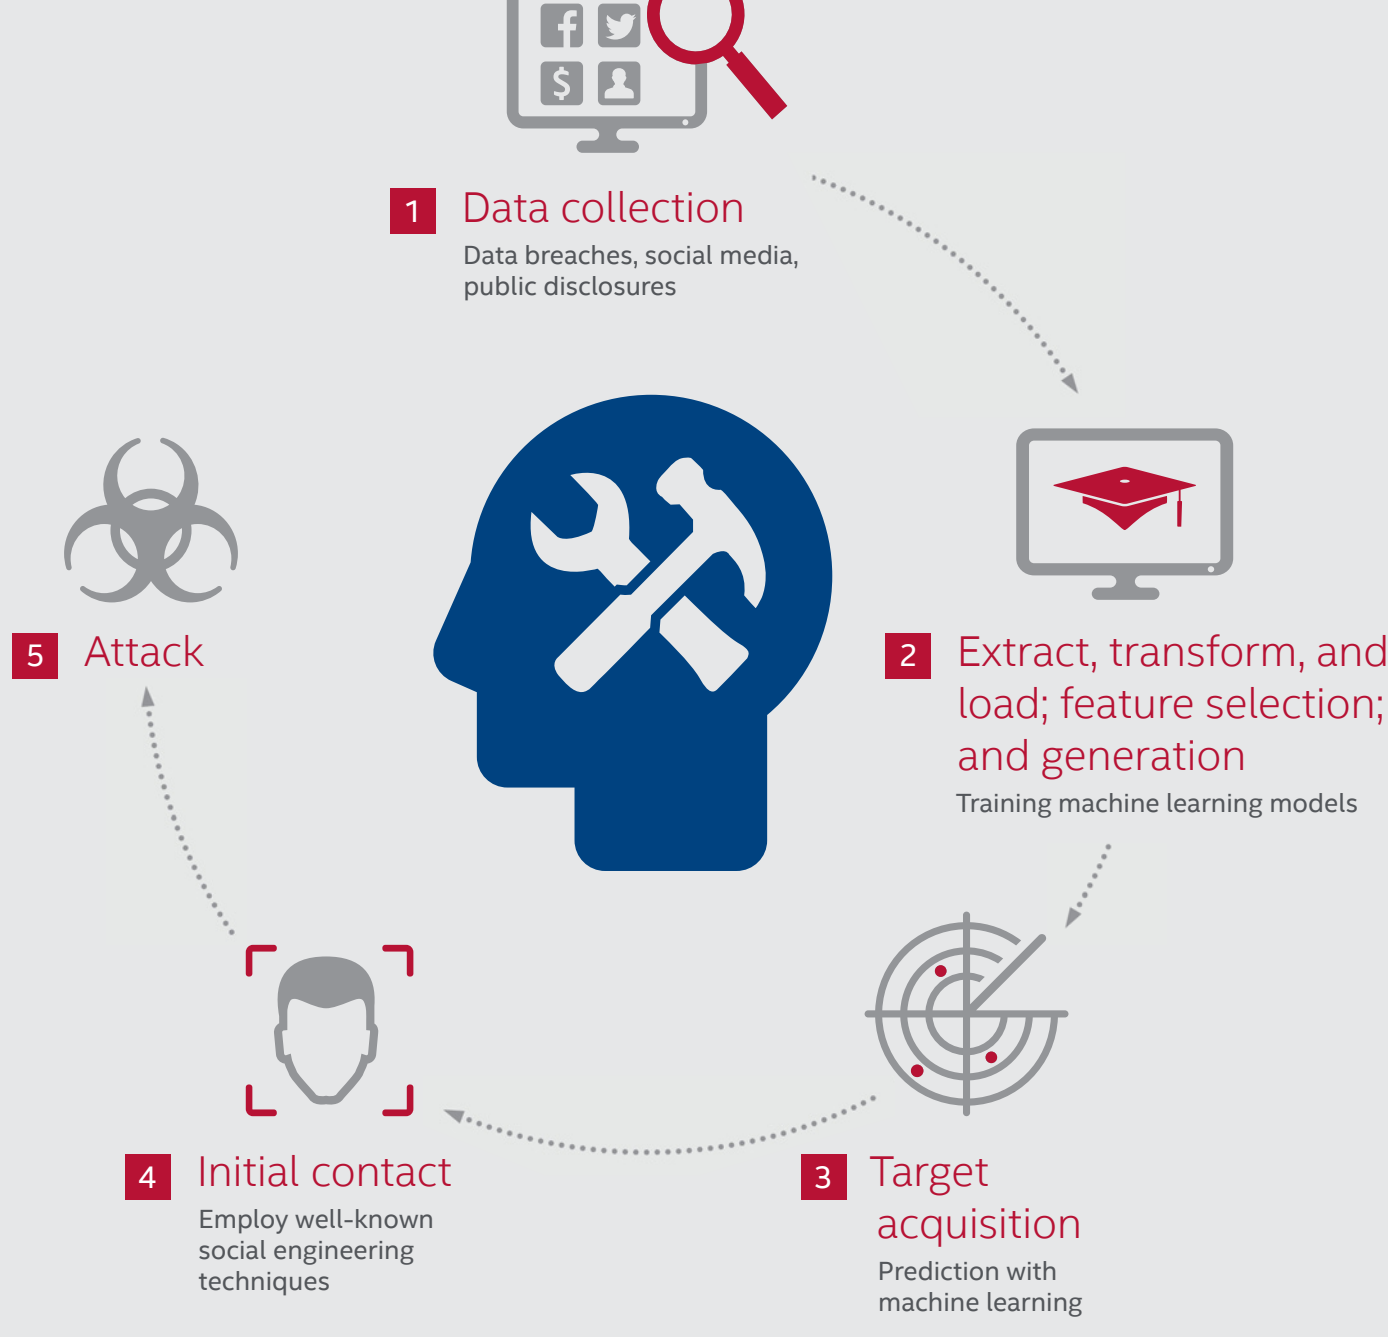 1
Data collection
Data breaches, social media,
public disclosures
2
Extract, transform, and
load; feature selection;
and generation
Training machine learning models
3
Target
acquisition
Prediction with
machine learning
4
Initial contact
Employ well-known
social engineering
techniques
5
Attack